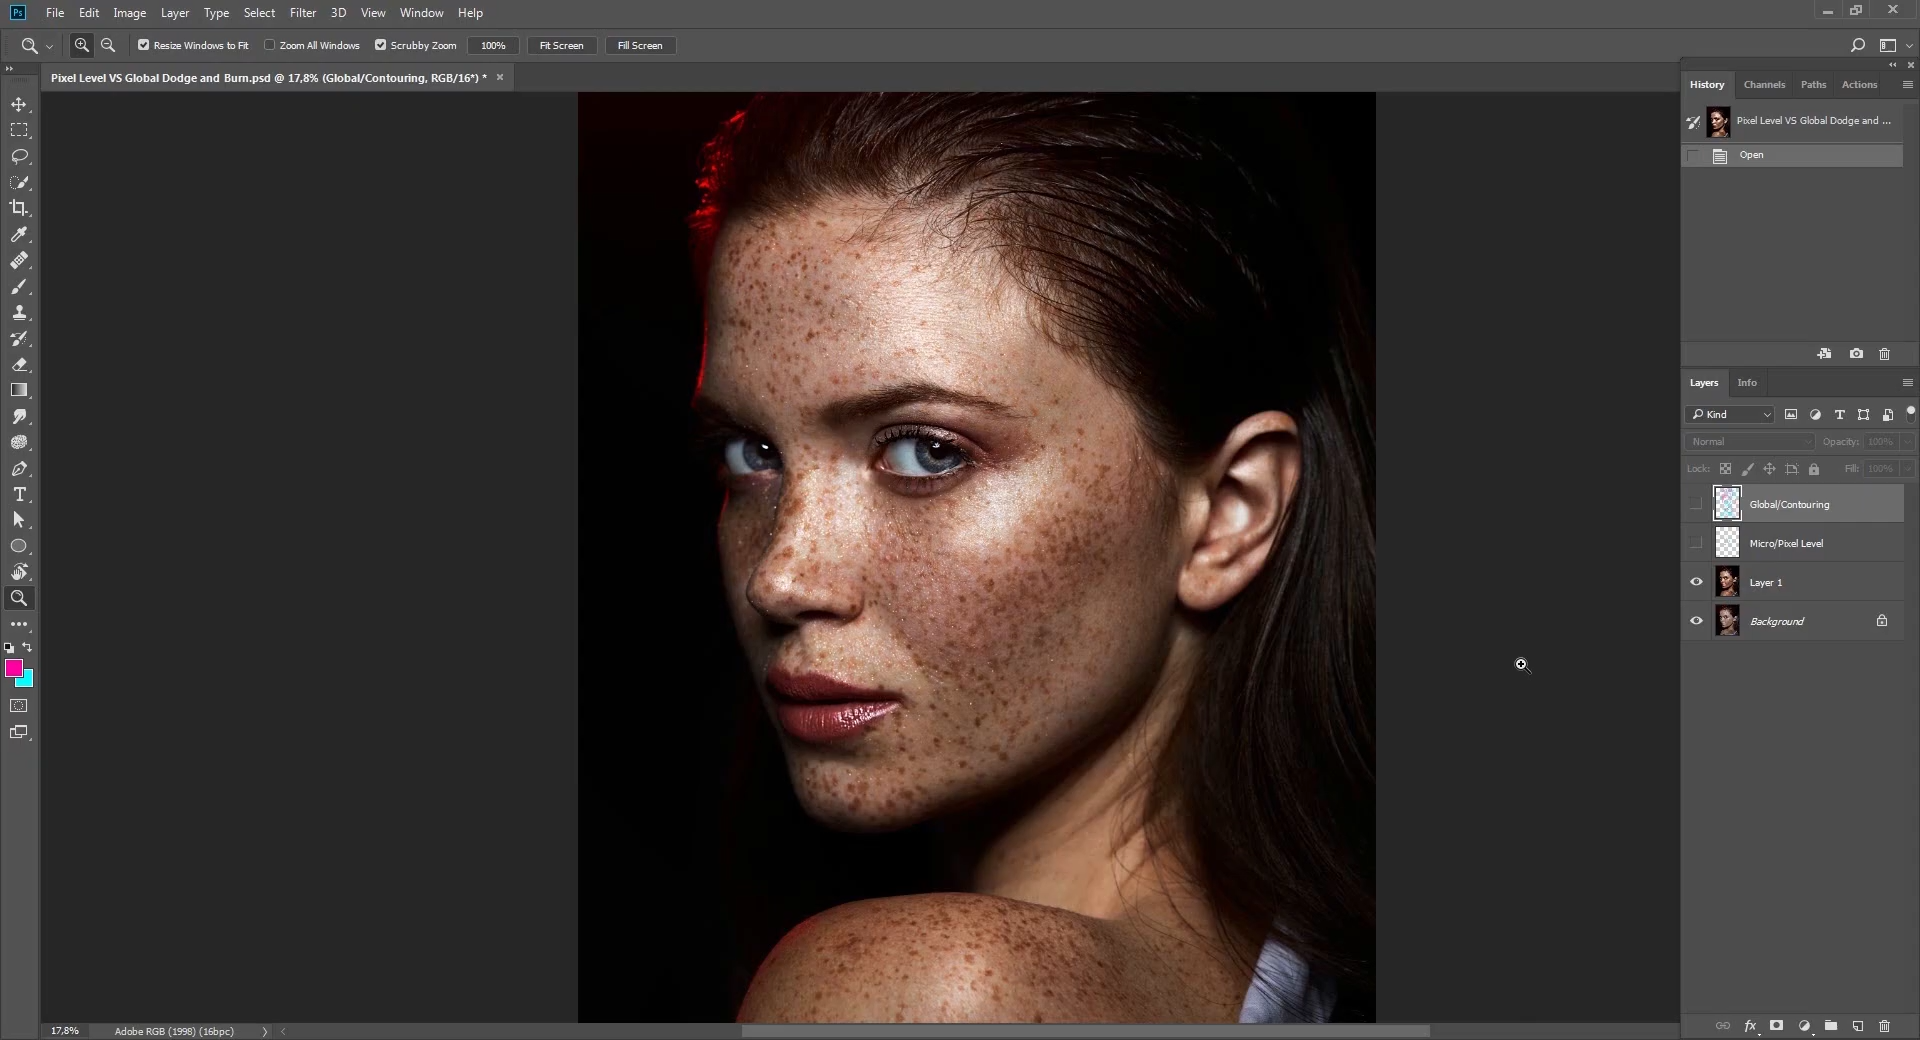 Ps File Edit Image Layer Type Select Filter 3D View Window Help
Resize Windows to Fit Zoom All Windows Scrubby Zoom 100% Fit Screen Fill Screen
Pixel Level VS Global Dodge and Burn.psd @ 17,8% (Global/Contouring, RGB/16*) *
History Channels Paths Actions
Pixel Level VS Global Dodge and ...
Open
Layers Info
Kind
Normal Opacity: 100%
Lock: Fill: 100%
Global/Contouring
Micro/Pixel Level
Layer 1
Background
fx
17,8% Adobe RGB (1998) (16bpc)